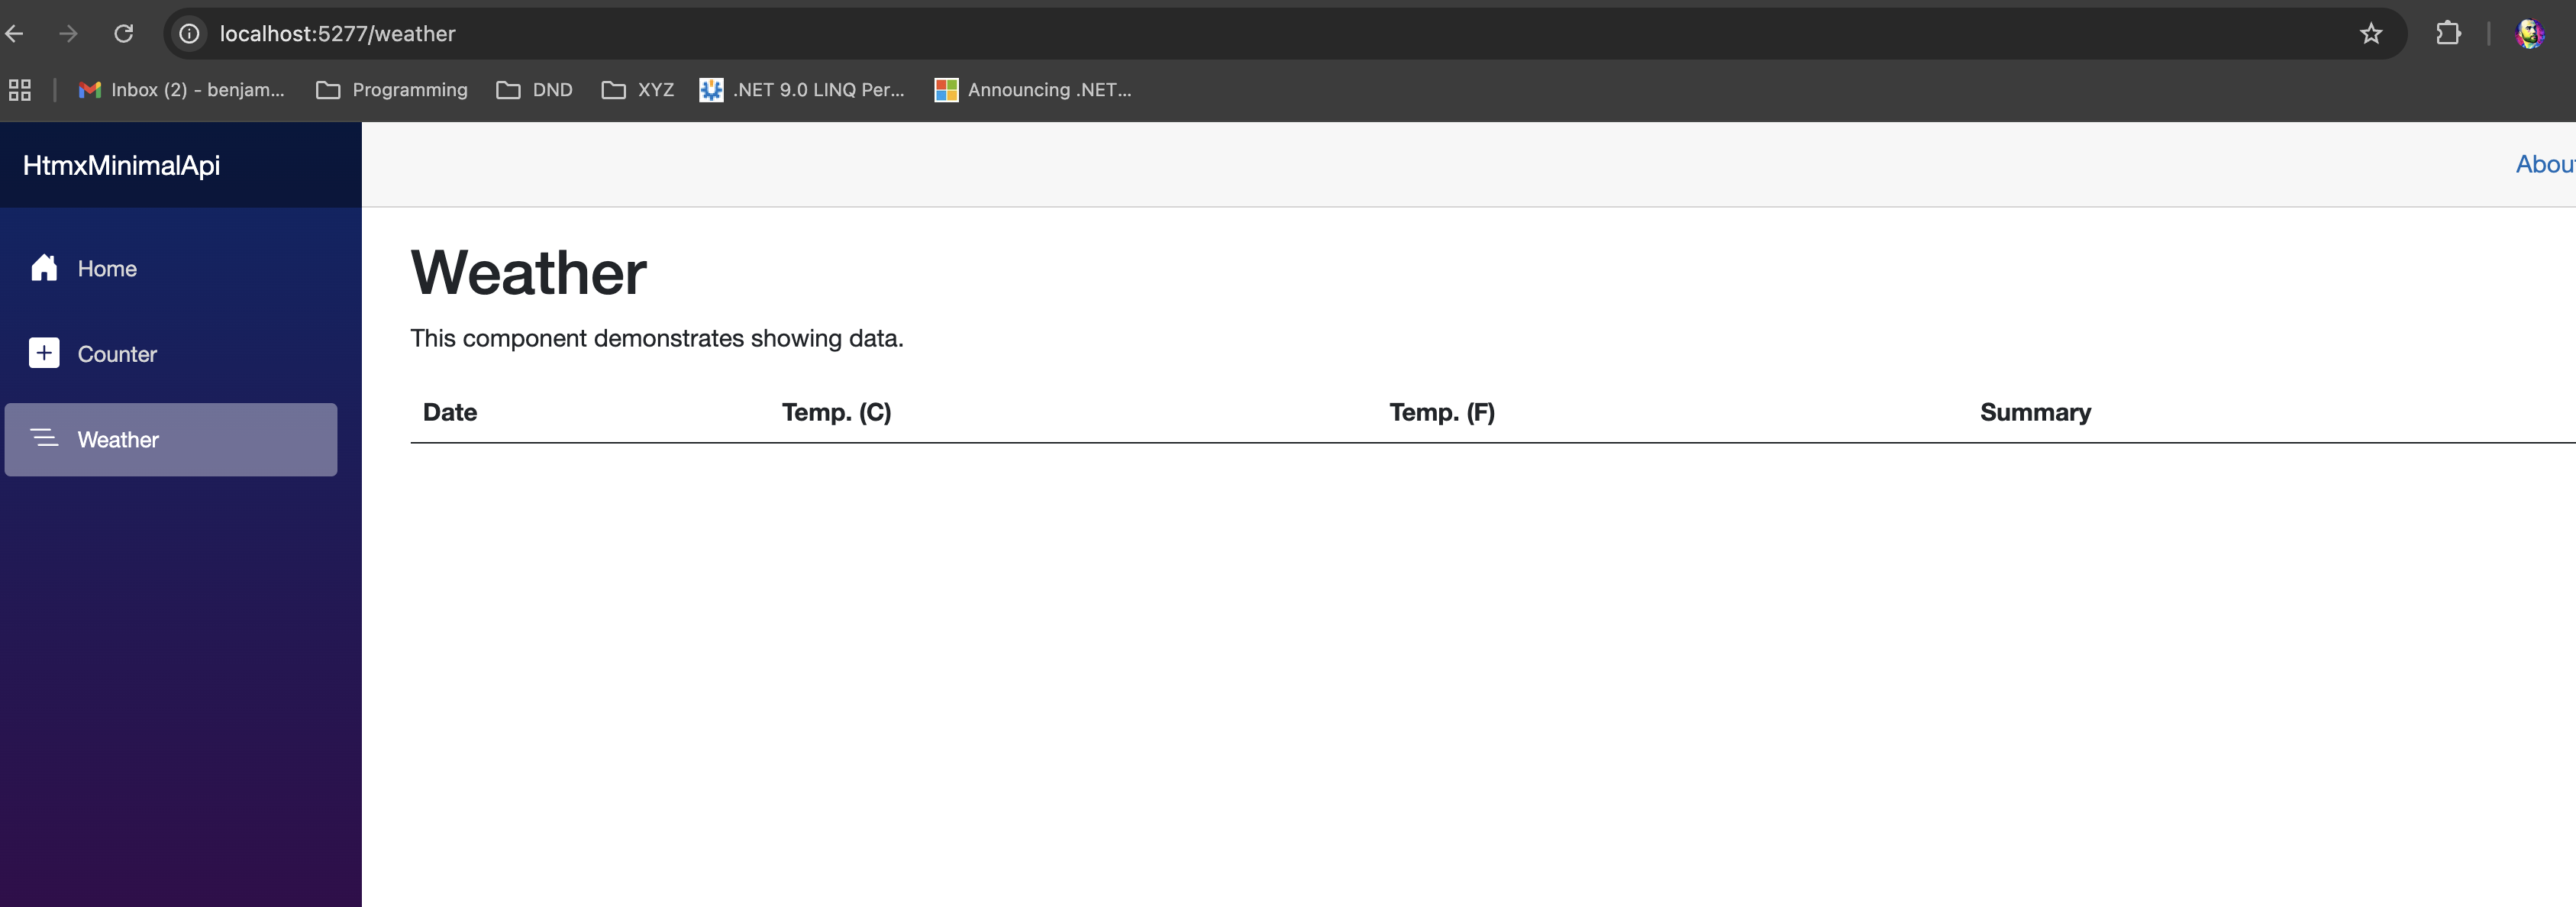 localhost:5277/weather
Inbox (2) - benjam... Programming DND XYZ .NET 9.0 LINQ Per... Announcing .NET...
HtmxMinimalApi
Abou
Home
Counter
Weather
Weather
This component demonstrates showing data.
Date Temp. (C) Temp. (F) Summary